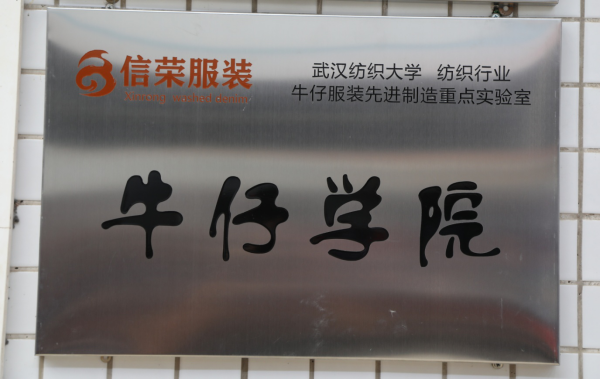 信荣服装
武汉纺织大学 纺织行业
牛仔服装先进制造重点实验室
牛仔学院